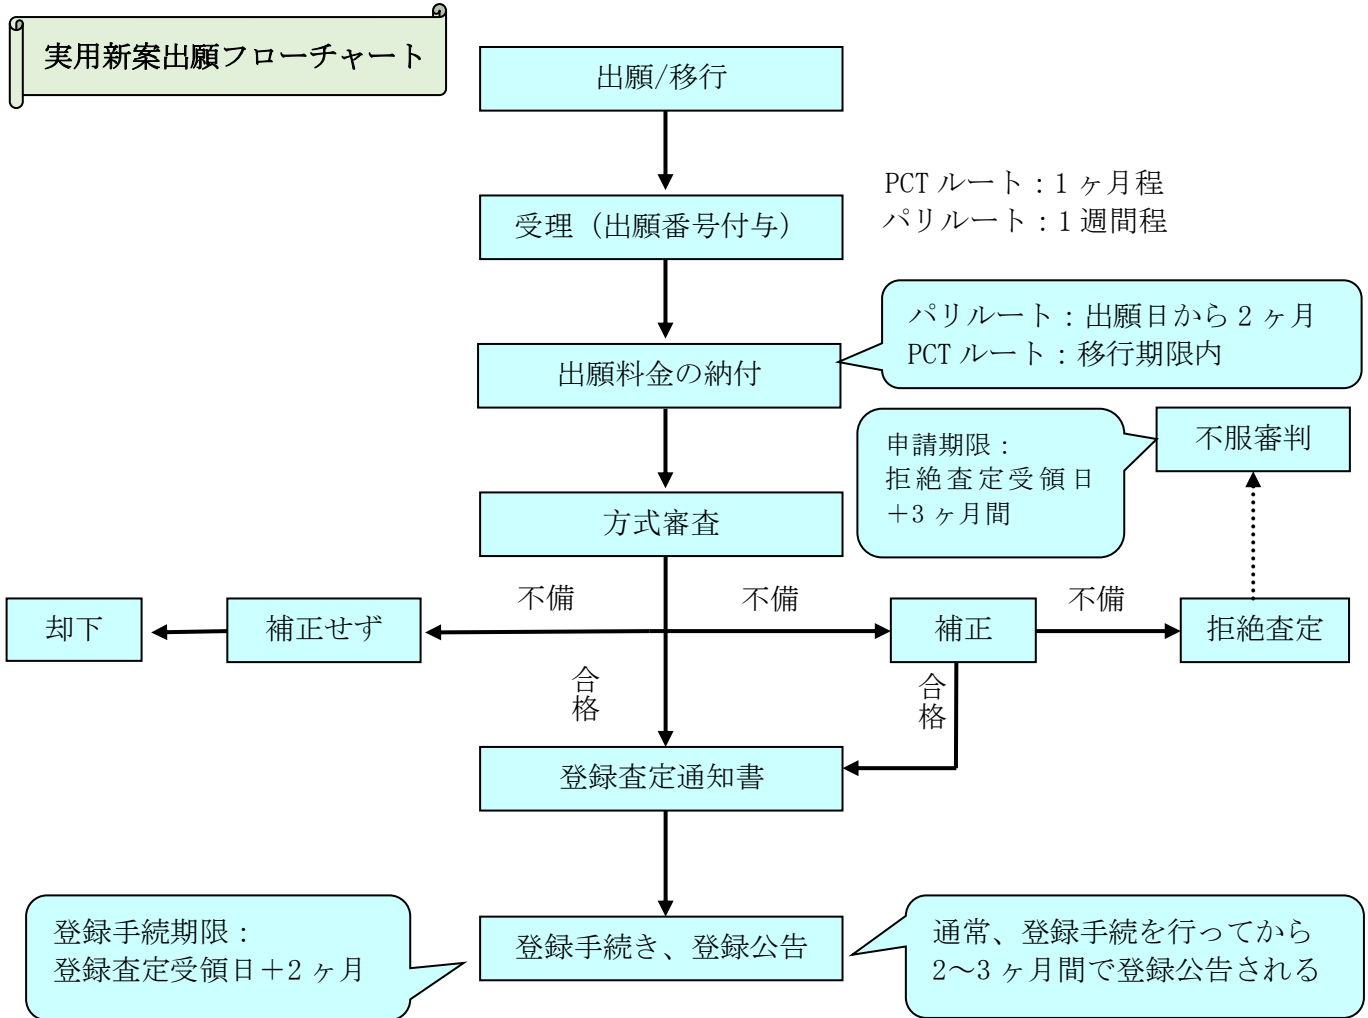 実用新案出願フローチャート
出願/移行
PCT ルート：1 ヶ月程
パリルート：1 週間程
受理（出願番号付与）
パリルート：出願日から 2 ヶ月
PCT ルート：移行期限内
出願料金の納付
申請期限：
拒絶査定受領日
＋3 ヶ月間
不服審判
方式審査
不備
不備
不備
却下
補正せず
補正
拒絶査定
合格
合格
登録査定通知書
登録手続期限：
登録査定受領日＋2 ヶ月
登録手続き、登録公告
通常、登録手続を行ってから
2～3 ヶ月間で登録公告される